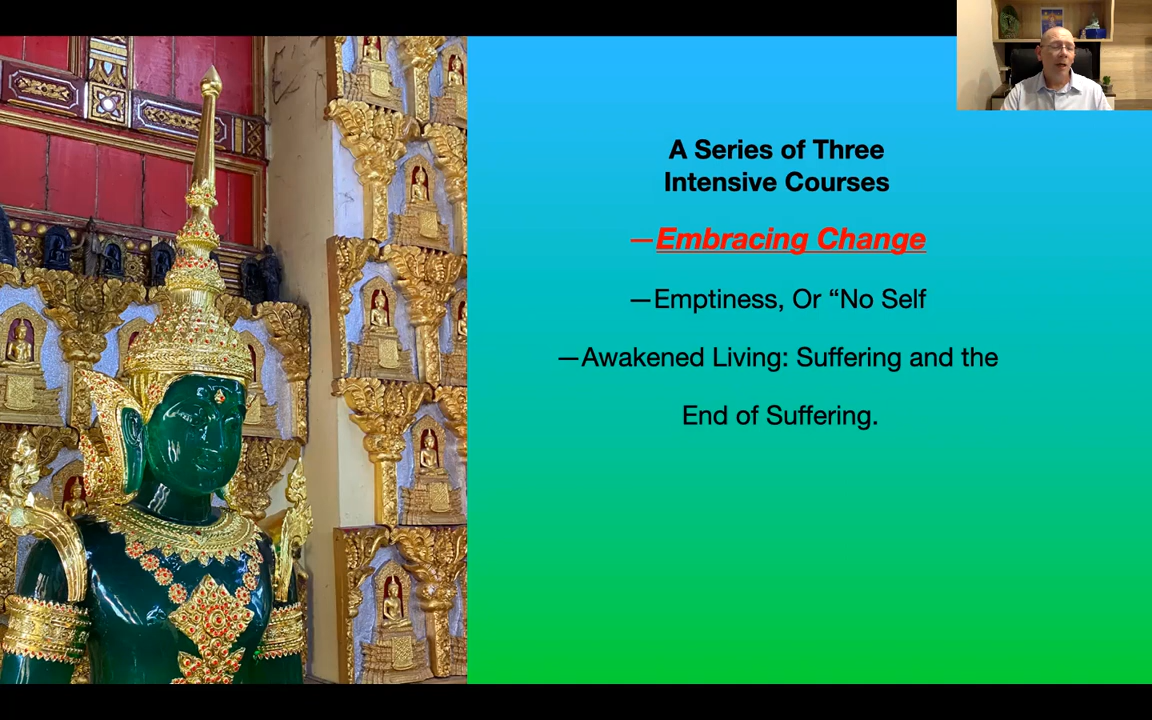 A Series of Three
Intensive Courses
—Embracing Change
—Emptiness, Or “No Self
—Awakened Living: Suffering and the
End of Suffering.